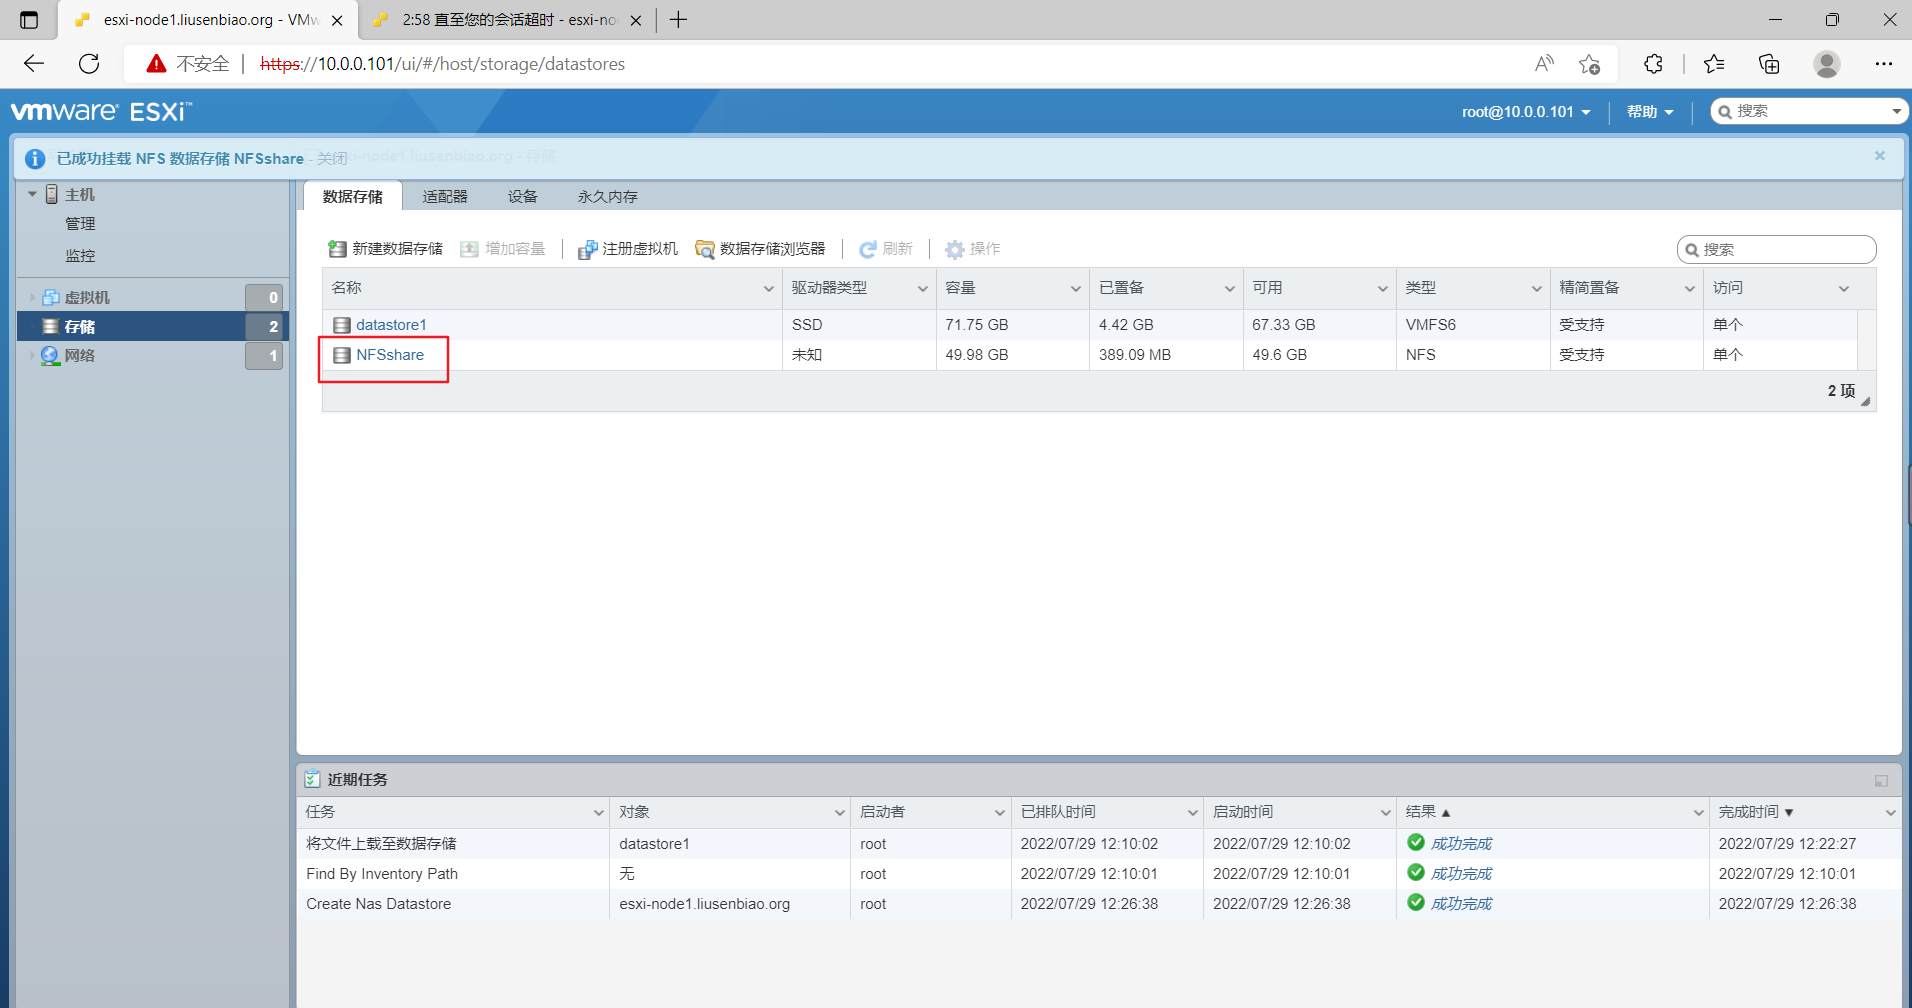 esxi-node1.liusenbiao.org - VMw
2:58 直至您的会话超时 - esxi-no
不安全 https://10.0.0.101/ui/#/host/storage/datastores
vmware ESXi™
root@10.0.0.101 帮助 搜索
已成功挂载 NFS 数据存储 NFSshare - 关闭
主机
管理
监控
虚拟机 0
存储 2
网络 1
数据存储 适配器 设备 永久内存
新建数据存储 增加容量 注册虚拟机 数据存储浏览器 刷新 操作 搜索
名称 驱动器类型 容量 已置备 可用 类型 精简置备 访问
datastore1 SSD 71.75 GB 4.42 GB 67.33 GB VMFS6 受支持 单个
NFSshare 未知 49.98 GB 389.09 MB 49.6 GB NFS 受支持 单个
2 项
近期任务
任务 对象 启动者 已排队时间 启动时间 结果 ▲ 完成时间 ▼
将文件上载至数据存储 datastore1 root 2022/07/29 12:10:02 2022/07/29 12:10:02 成功完成 2022/07/29 12:22:27
Find By Inventory Path 无 root 2022/07/29 12:10:01 2022/07/29 12:10:01 成功完成 2022/07/29 12:10:01
Create Nas Datastore esxi-node1.liusenbiao.org root 2022/07/29 12:26:38 2022/07/29 12:26:38 成功完成 2022/07/29 12:26:38